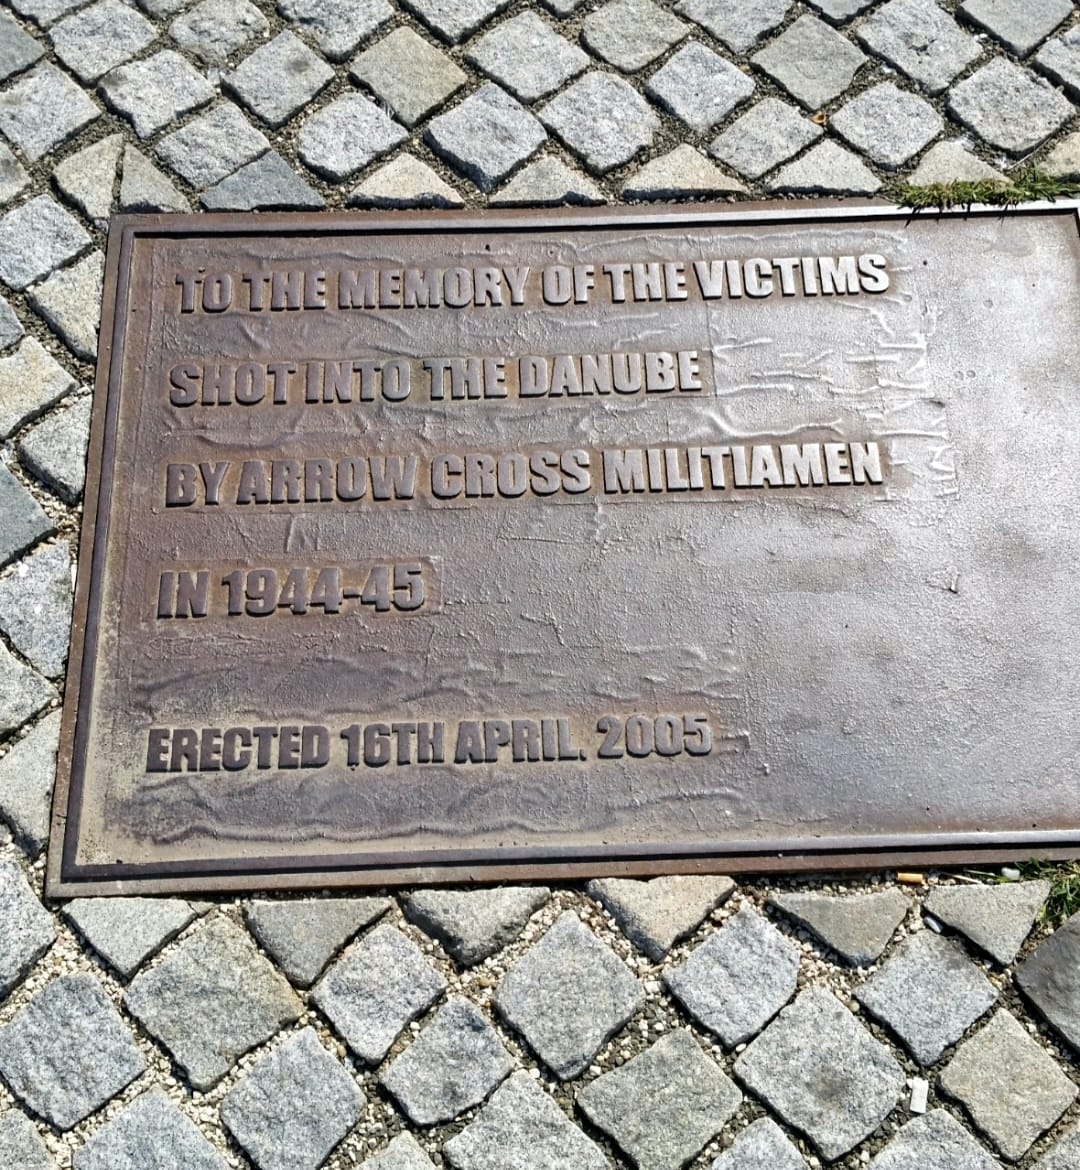 TO THE MEMORY OF THE VICTIMS
SHOT INTO THE DANUBE
BY ARROW CROSS MILITIAMEN
IN 1944-45
ERECTED 16TH APRIL, 2005